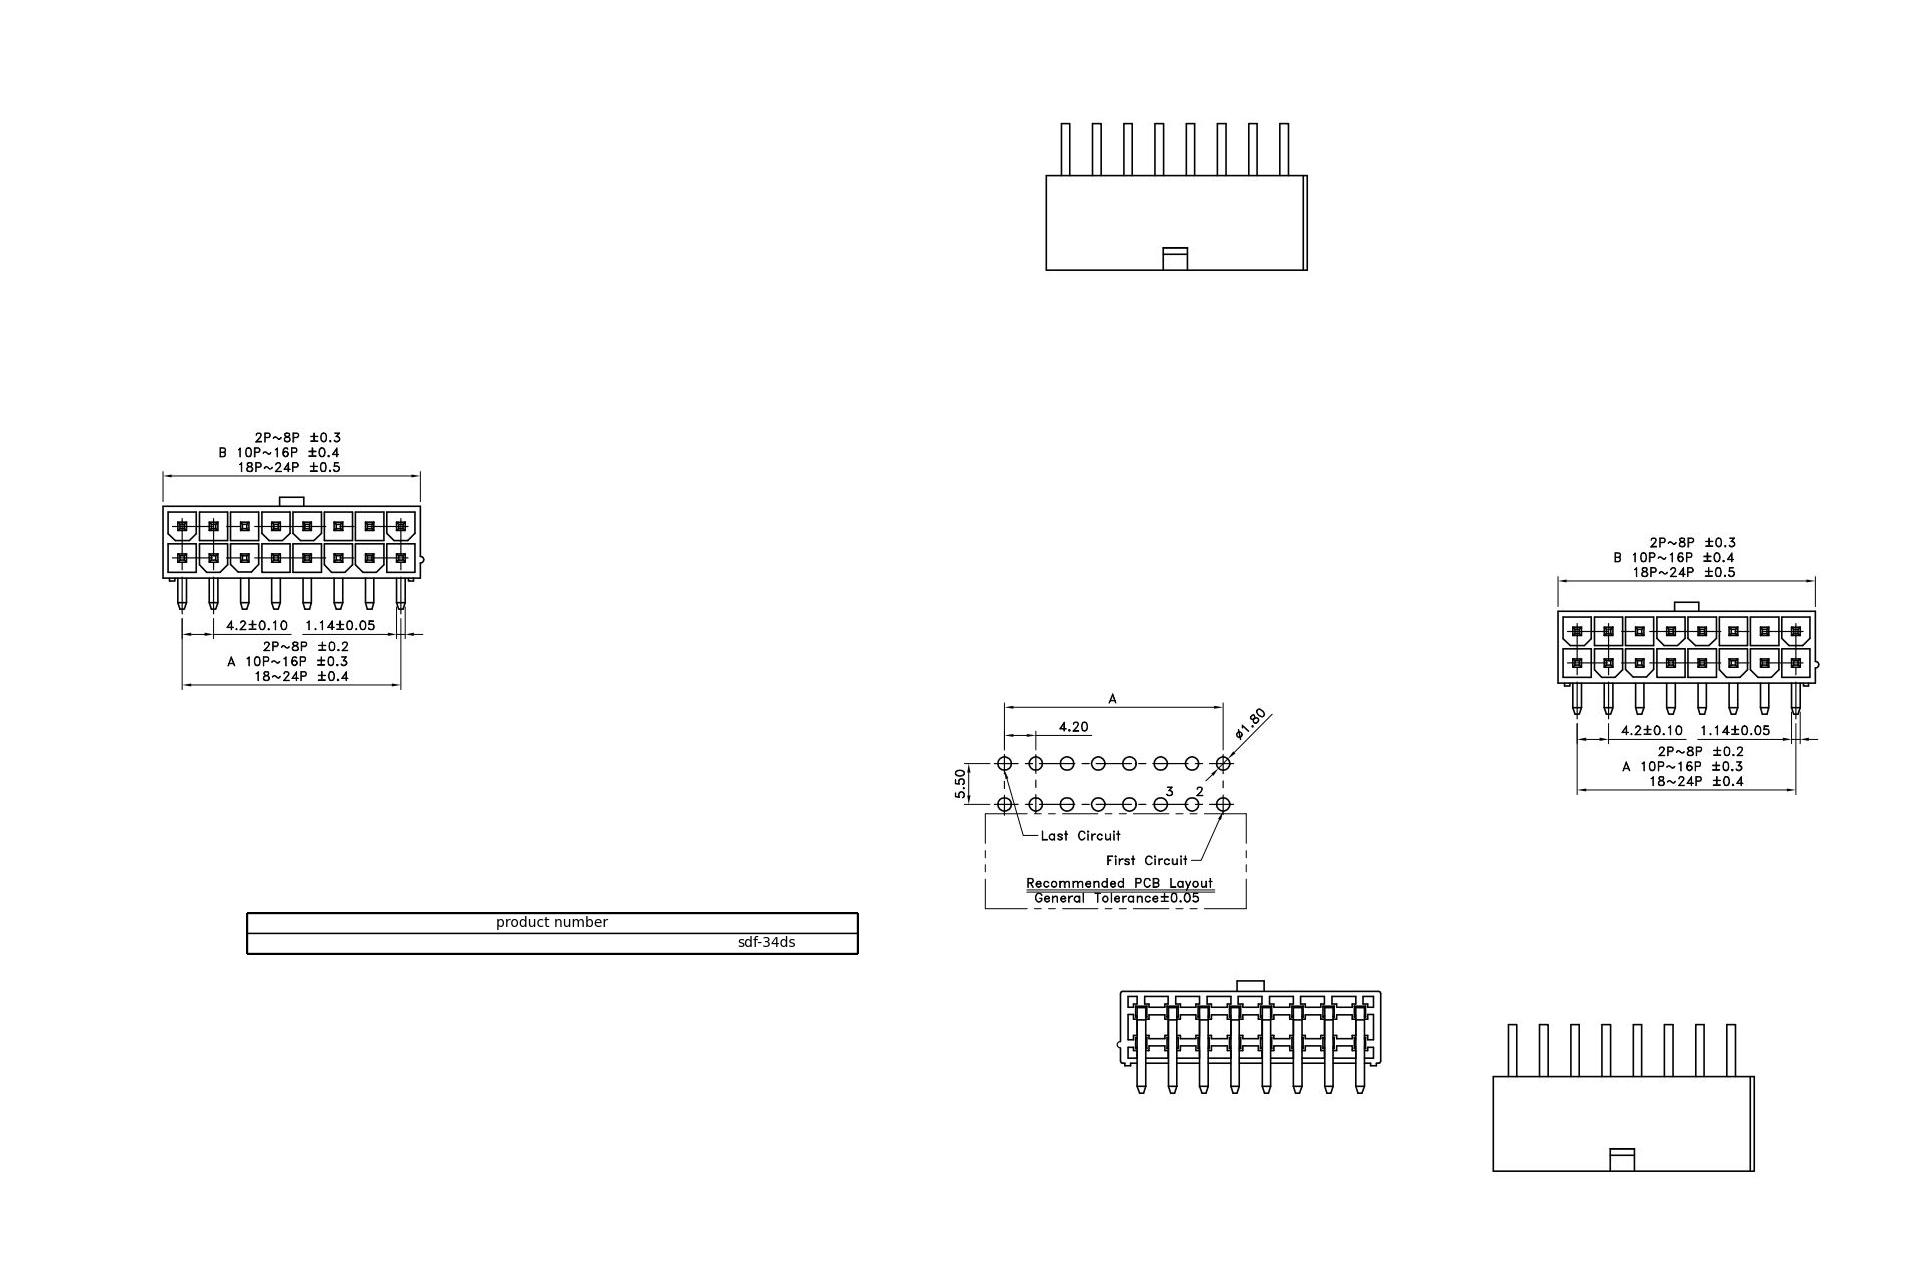 2P~8P ±0.3
B 10P~16P ±0.4
18P~24P ±0.5
4.2±0.10 1.14±0.05
2P~8P ±0.2
A 10P~16P ±0.3
18~24P ±0.4
2P~8P ±0.3
B 10P~16P ±0.4
18P~24P ±0.5
4.2±0.10 1.14±0.05
2P~8P ±0.2
A 10P~16P ±0.3
18~24P ±0.4
A
4.20
ø1.80
5.50
3 2
Last Circuit
First Circuit
Recommended PCB Layout
General Tolerance±0.05
product number
sdf-34ds